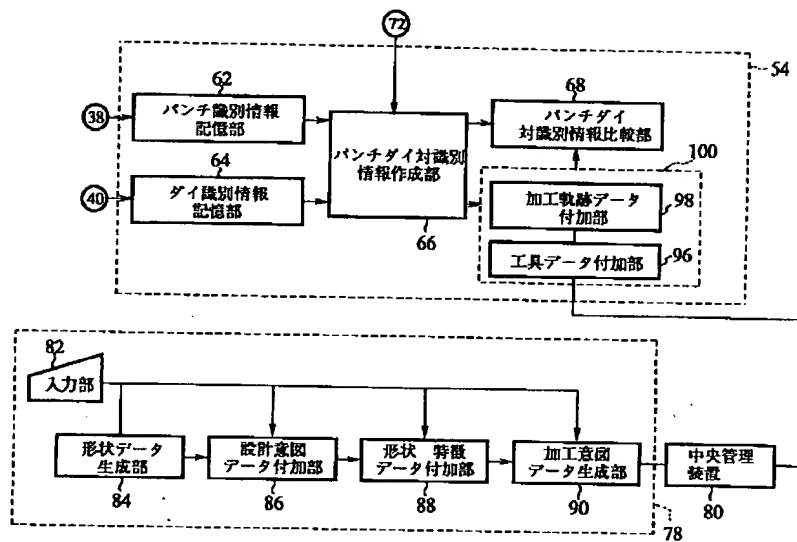 72
54
62
パンチ識別情報
記憶部
38
64
ダイ識別情報
記憶部
40
パンチダイ対識別
情報作成部
66
68
パンチダイ
対識別情報比較部
100
加工軌跡データ
付加部
98
工具データ付加部
96
82
入力部
形状データ
生成部
84
設計意図
データ付加部
86
形状 特徴
データ付加部
88
加工意図
データ生成部
90
中央管理
装置
80
78